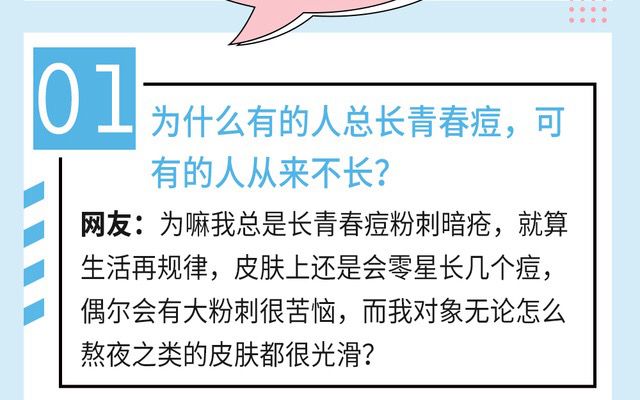 01
为什么有的人总长青春痘，可
有的人从来不长？
网友：为嘛我总是长青春痘粉刺暗疮，就算
生活再规律，皮肤上还是会零星长几个痘，
偶尔会有大粉刺很苦恼，而我对象无论怎么
熬夜之类的皮肤都很光滑？